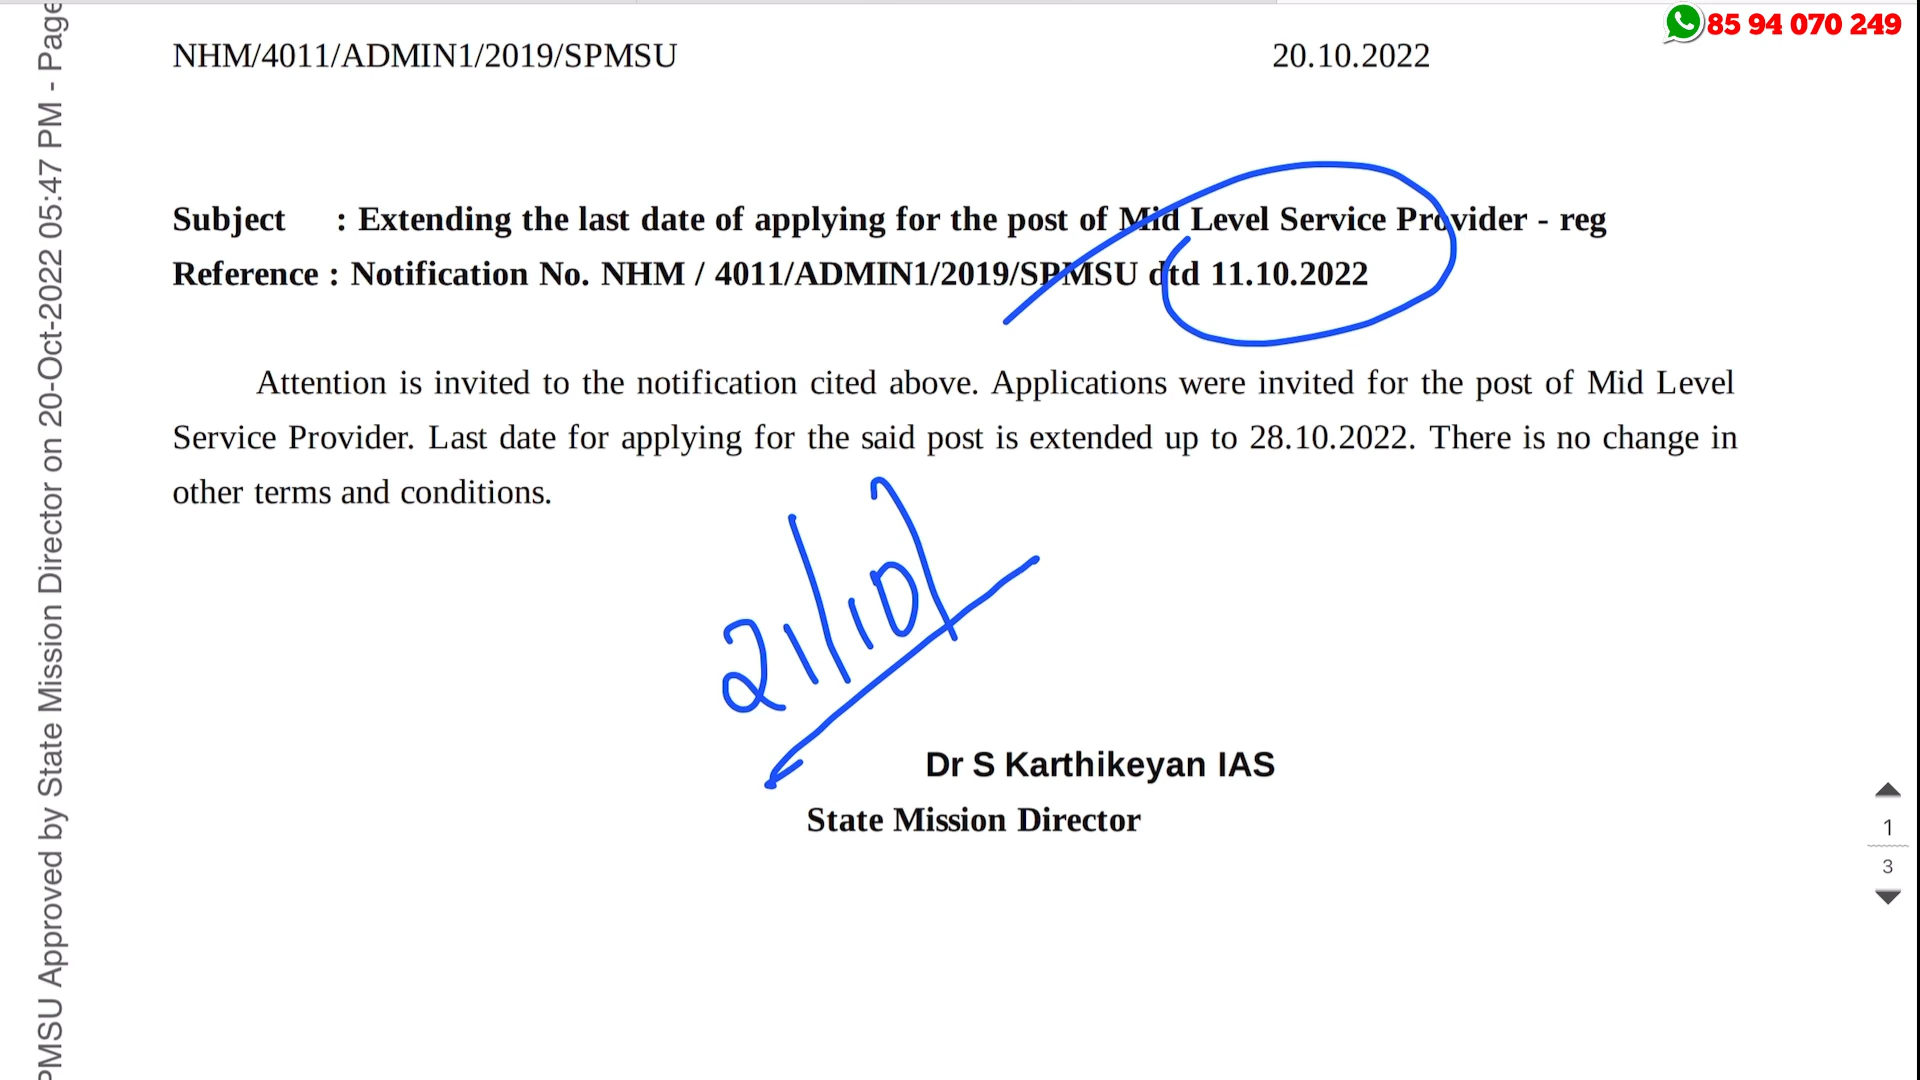 85 94 070 249
NHM/4011/ADMIN1/2019/SPMSU 20.10.2022
Subject : Extending the last date of applying for the post of Mid Level Service Provider - reg
Reference : Notification No. NHM / 4011/ADMIN1/2019/SPMSU dtd 11.10.2022
Attention is invited to the notification cited above. Applications were invited for the post of Mid Level
Service Provider. Last date for applying for the said post is extended up to 28.10.2022. There is no change in
other terms and conditions.
21/10/
Dr S Karthikeyan IAS
State Mission Director
PMSU Approved by State Mission Director on 20-Oct-2022 05:47 PM - Page
1
3